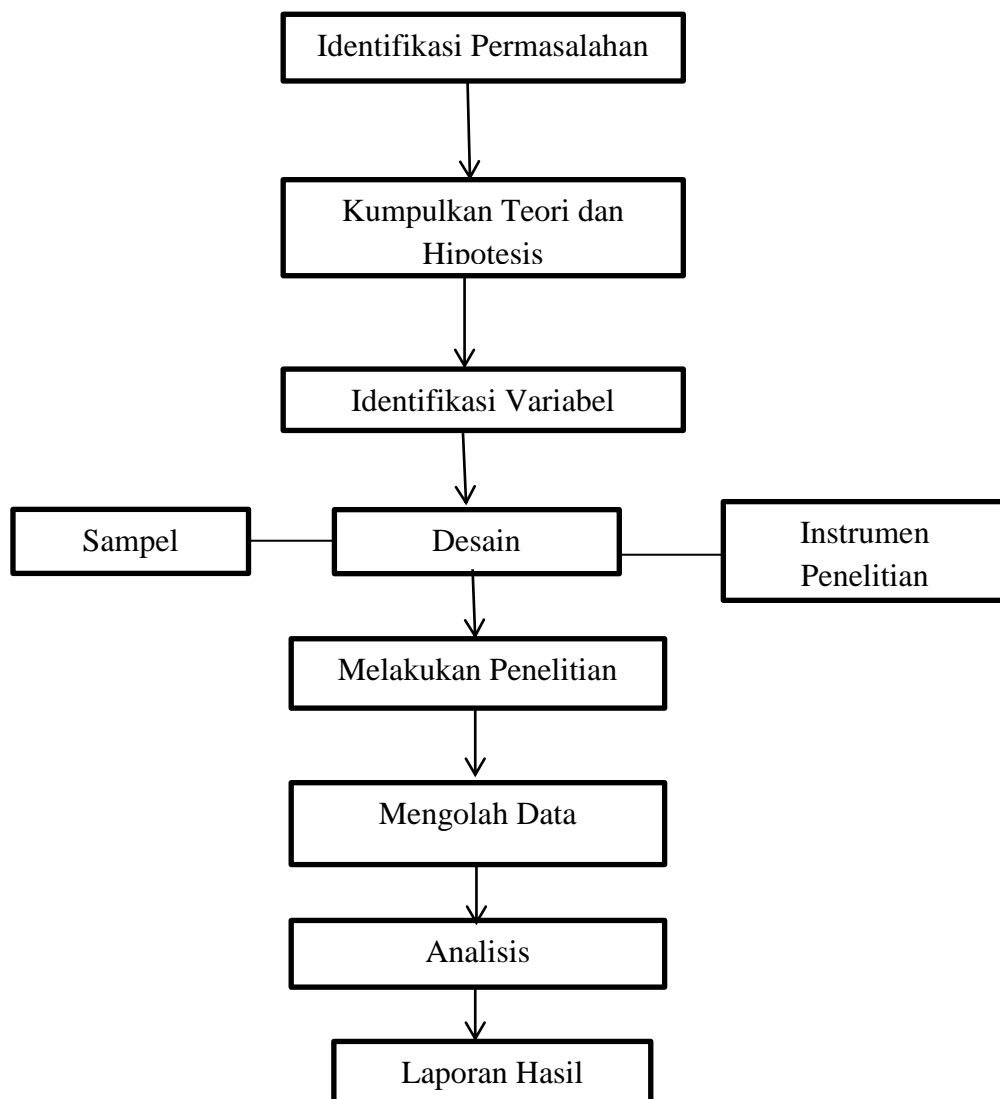 Identifikasi Permasalahan
Kumpulkan Teori dan
Hipotesis
Identifikasi Variabel
Sampel
Desain
Instrumen
Penelitian
Melakukan Penelitian
Mengolah Data
Analisis
Laporan Hasil